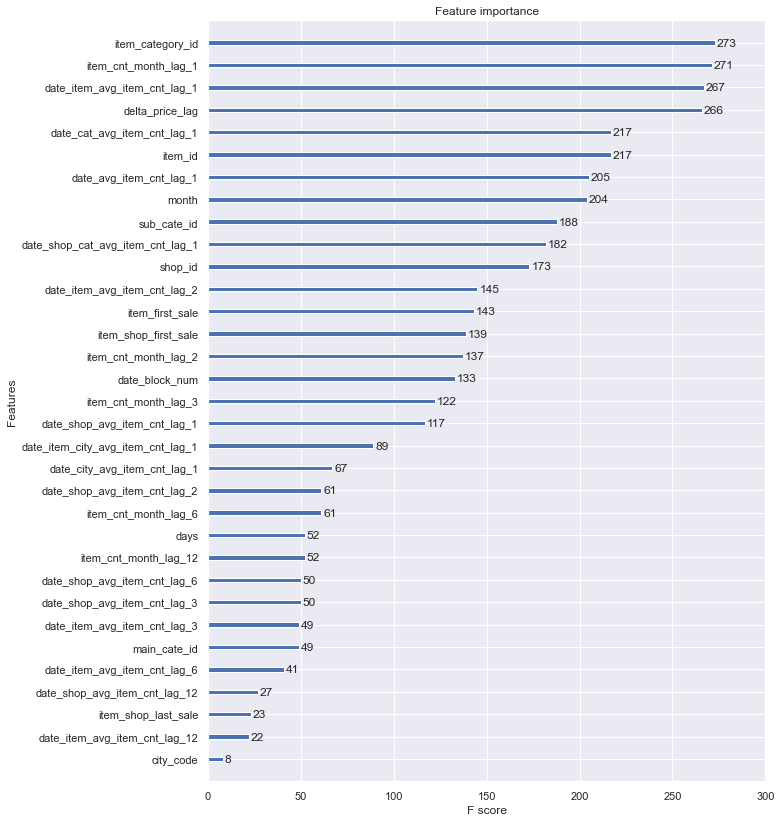 Feature importance
item_category_id 273
item_cnt_month_lag_1 271
date_item_avg_item_cnt_lag_1 267
delta_price_lag 266
date_cat_avg_item_cnt_lag_1 217
item_id 217
date_avg_item_cnt_lag_1 205
month 204
sub_cate_id 188
date_shop_cat_avg_item_cnt_lag_1 182
shop_id 173
date_item_avg_item_cnt_lag_2 145
item_first_sale 143
item_shop_first_sale 139
item_cnt_month_lag_2 137
date_block_num 133
item_cnt_month_lag_3 122
date_shop_avg_item_cnt_lag_1 117
date_item_city_avg_item_cnt_lag_1 89
date_city_avg_item_cnt_lag_1 67
date_shop_avg_item_cnt_lag_2 61
item_cnt_month_lag_6 61
days 52
item_cnt_month_lag_12 52
date_shop_avg_item_cnt_lag_6 50
date_shop_avg_item_cnt_lag_3 50
date_item_avg_item_cnt_lag_3 49
main_cate_id 49
date_item_avg_item_cnt_lag_6 41
date_shop_avg_item_cnt_lag_12 27
item_shop_last_sale 23
date_item_avg_item_cnt_lag_12 22
city_code 8
Features
0 50 100 150 200 250 300
F score